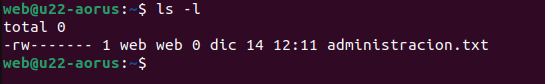 web@u22-aorus:~$ ls -l
total 0
-rw------- 1 web web 0 dic 14 12:11 administracion.txt
web@u22-aorus:~$